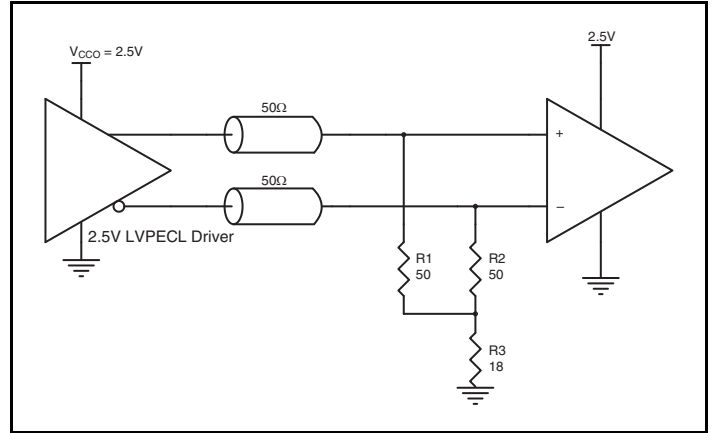 V_CCO = 2.5V
2.5V
50Ω
+
50Ω
–
2.5V LVPECL Driver
R1
50
R2
50
R3
18